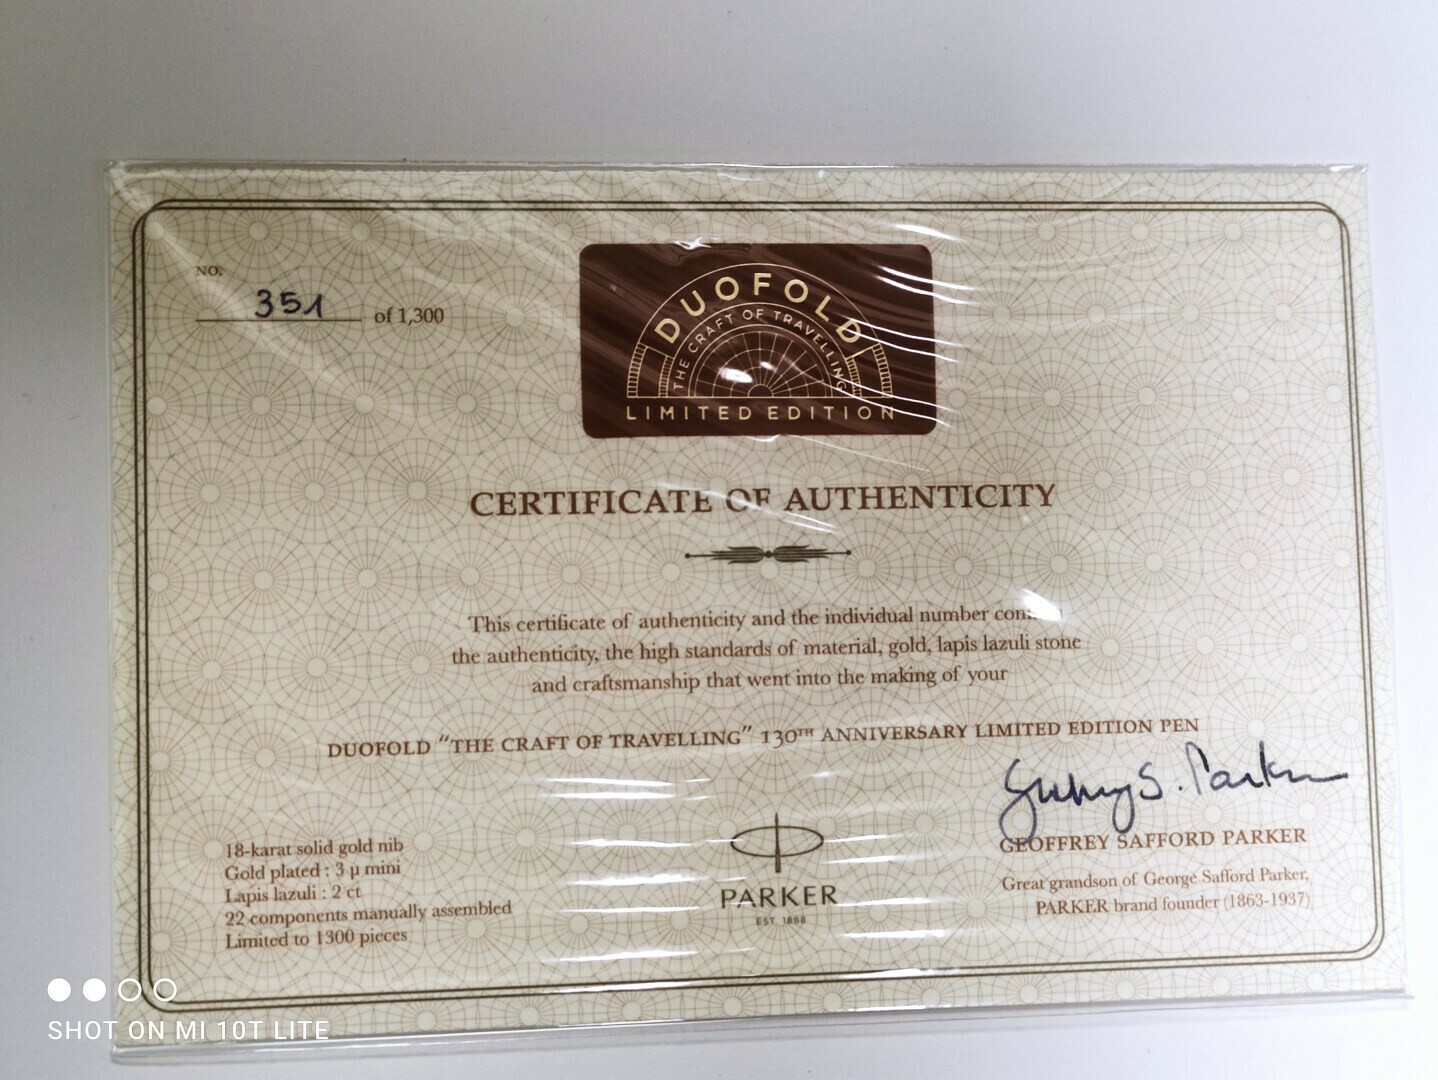 NO.
351 of 1,300
DUOFOLD
THE CRAFT OF TRAVELLING
LIMITED EDITION
CERTIFICATE OF AUTHENTICITY
This certificate of authenticity and the individual number
the authenticity, the high standards of material, gold, lapis lazuli stone
and craftsmanship that went into the making of your
DUOFOLD "THE CRAFT OF TRAVELLING" 130TH ANNIVERSARY LIMITED EDITION PEN
18-karat solid gold nib
Gold plated : 3 µ mini
Lapis lazuli : 2 ct
22 components manually assembled
Limited to 1300 pieces
PARKER
EST. 1888
S. Parker
GEOFFREY SAFFORD PARKER
Great grandson of George Safford Parker,
PARKER brand founder (1863-1937)
SHOT ON MI 10T LITE